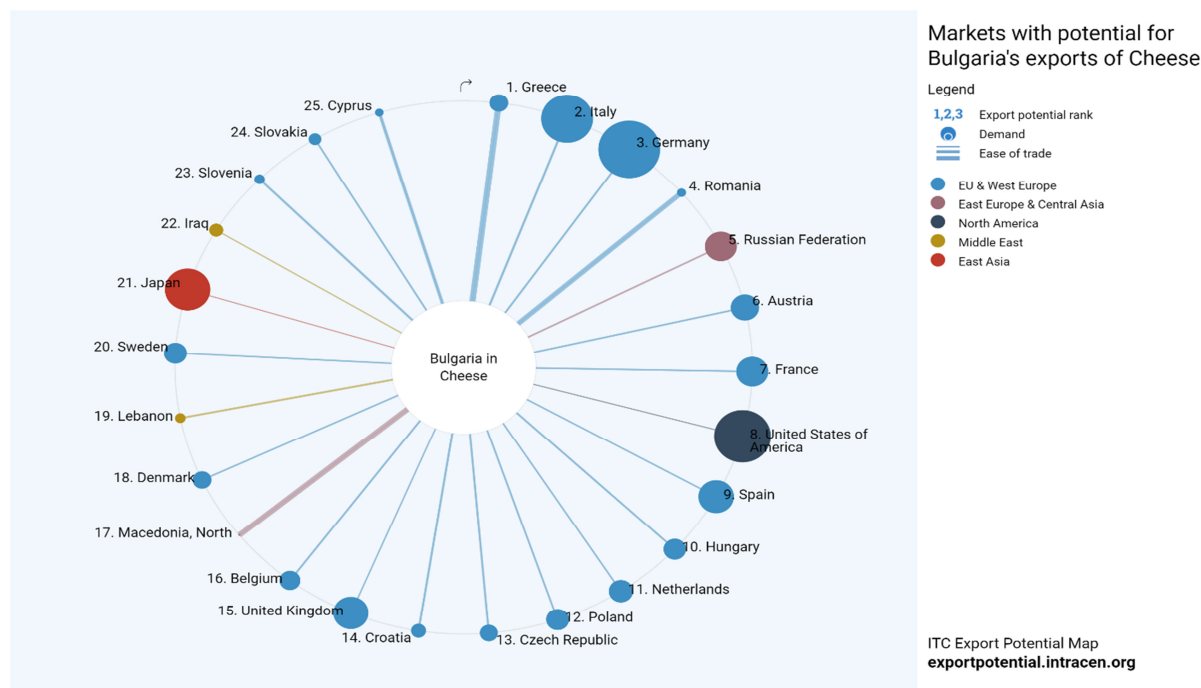 Markets with potential for
Bulgaria's exports of Cheese
Legend
1,2,3 Export potential rank
Demand
Ease of trade
EU & West Europe
East Europe & Central Asia
North America
Middle East
East Asia
Bulgaria in
Cheese
1. Greece
2. Italy
3. Germany
4. Romania
5. Russian Federation
6. Austria
7. France
8. United States of
America
9. Spain
10. Hungary
11. Netherlands
12. Poland
13. Czech Republic
14. Croatia
15. United Kingdom
16. Belgium
17. Macedonia, North
18. Denmark
19. Lebanon
20. Sweden
21. Japan
22. Iraq
23. Slovenia
24. Slovakia
25. Cyprus
ITC Export Potential Map
exportpotential.intracen.org